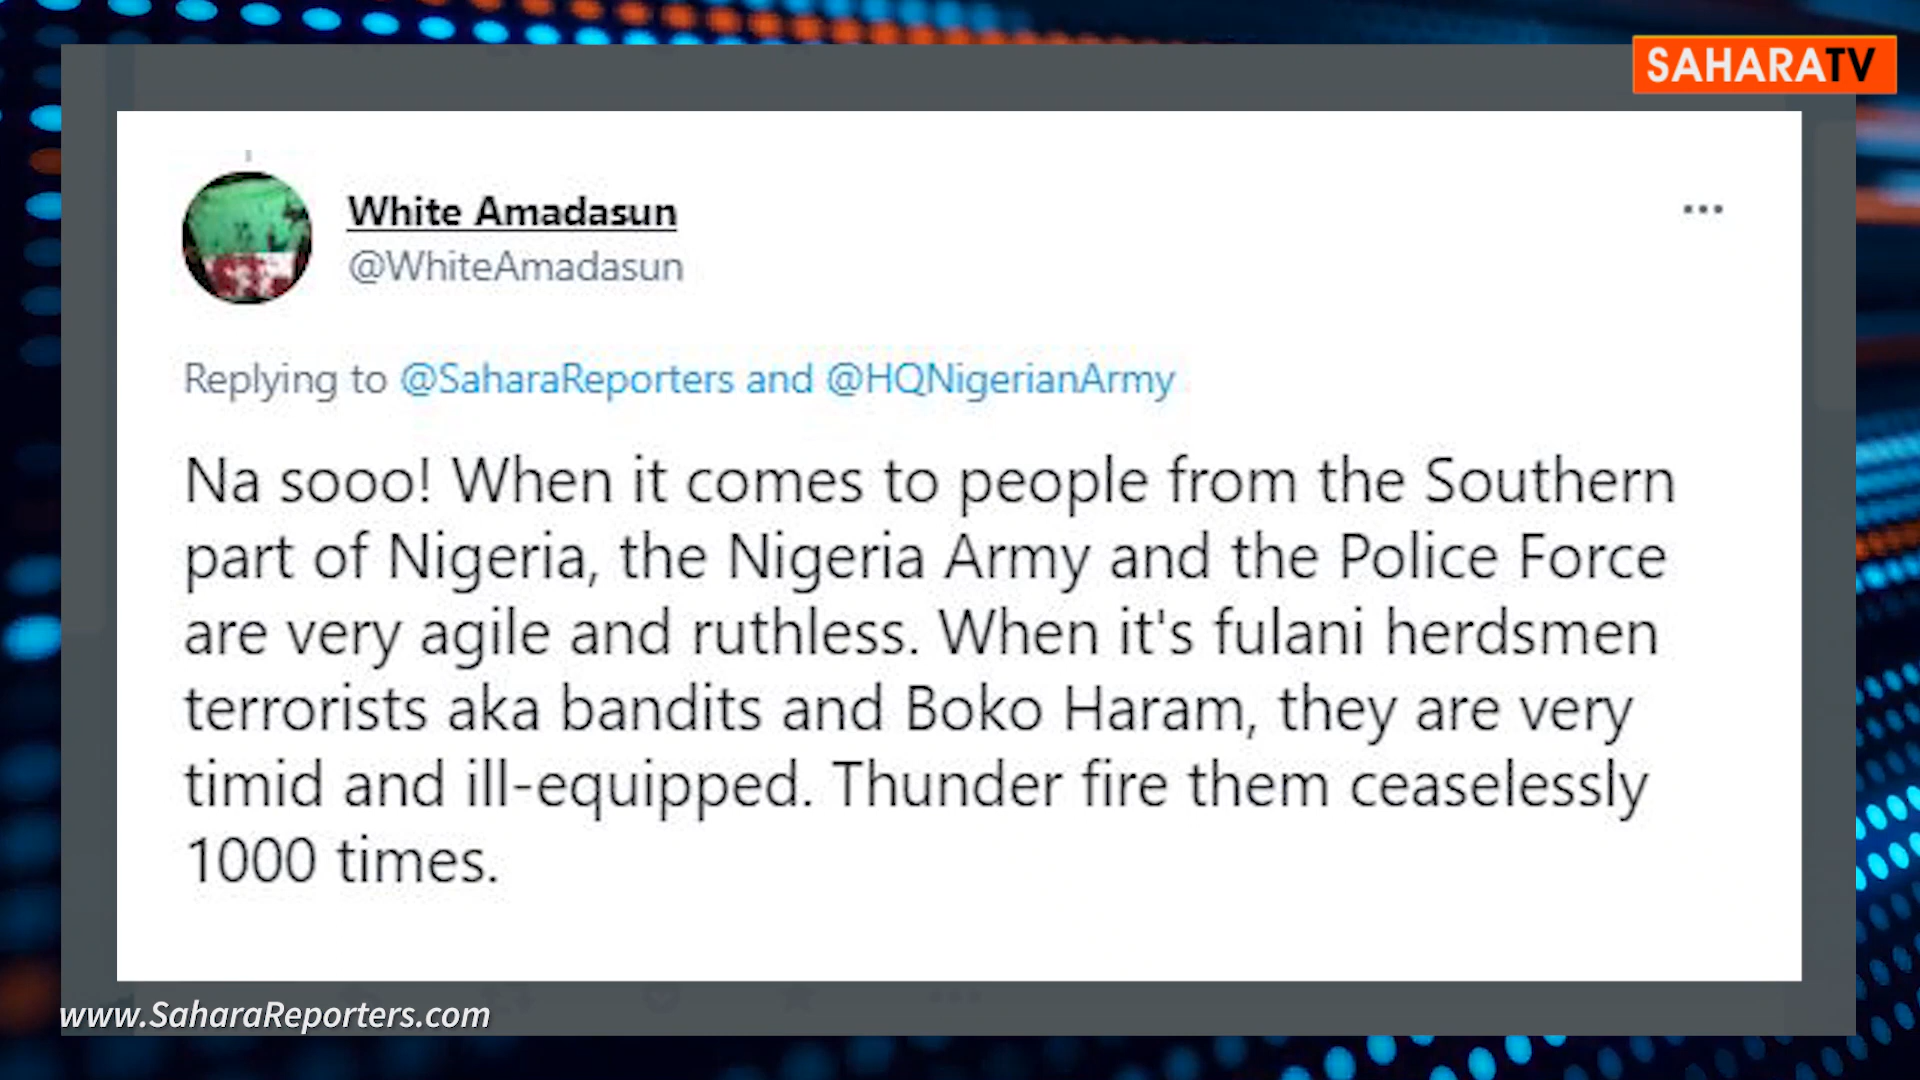 SAHARATV
White Amadasun
@WhiteAmadasun
Replying to @SaharaReporters and @HQNigerianArmy
Na sooo! When it comes to people from the Southern
part of Nigeria, the Nigeria Army and the Police Force
are very agile and ruthless. When it's fulani herdsmen
terrorists aka bandits and Boko Haram, they are very
timid and ill-equipped. Thunder fire them ceaselessly
1000 times.
www.SaharaReporters.com